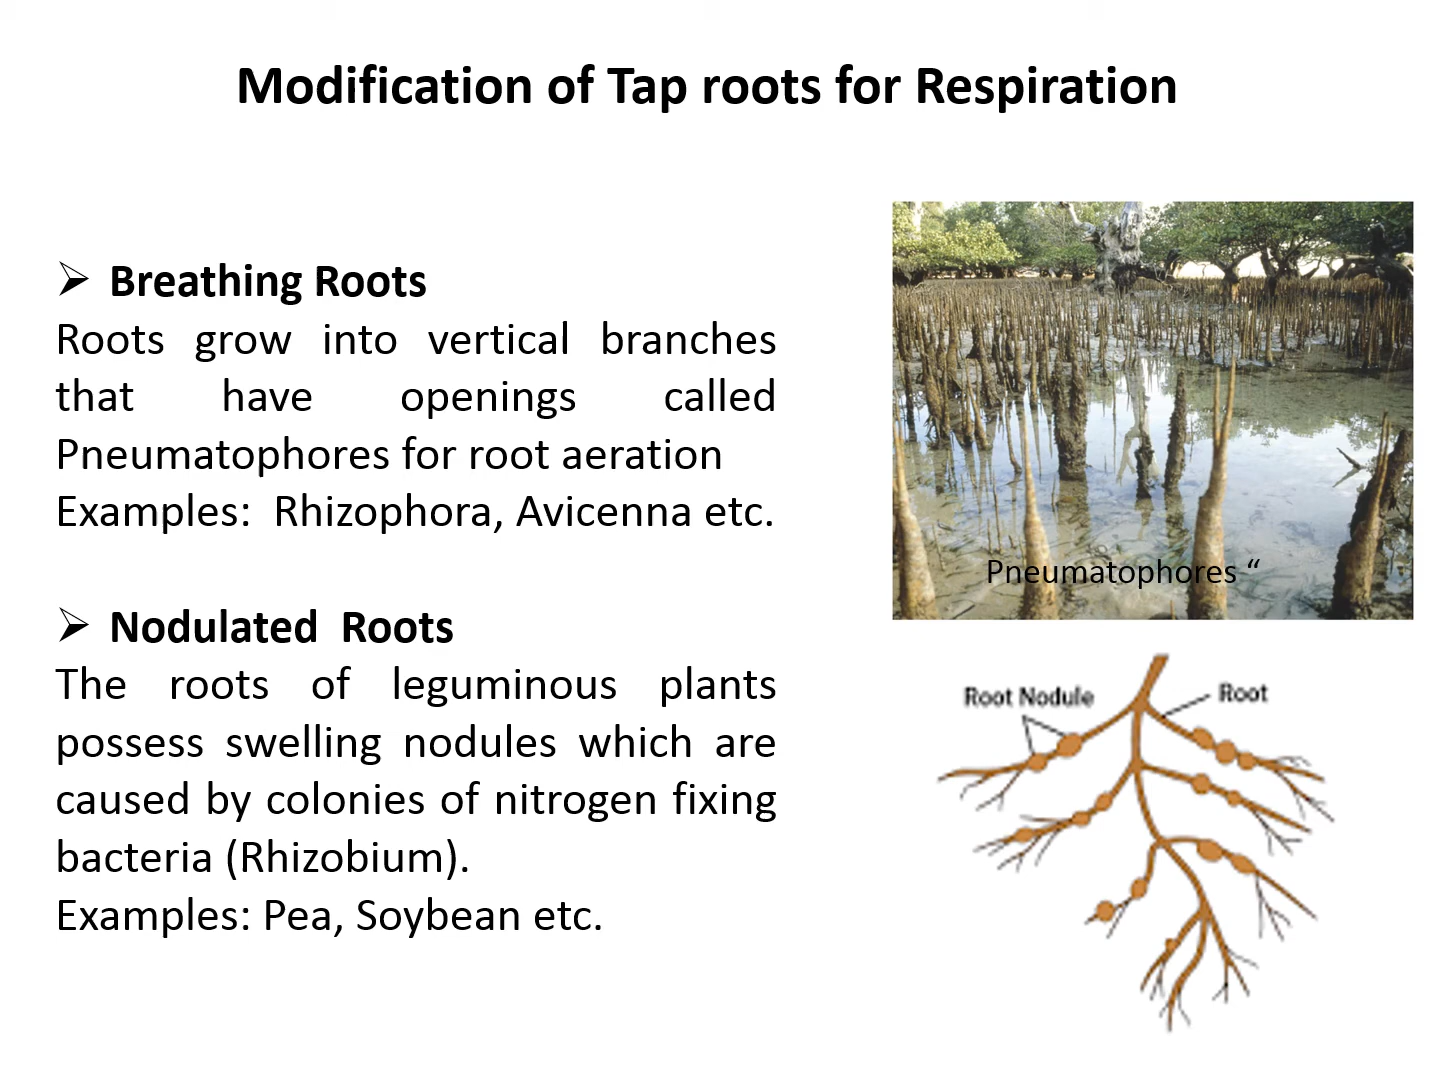 Modification of Tap roots for Respiration
➢ Breathing Roots
Roots grow into vertical branches
that have openings called
Pneumatophores for root aeration
Examples: Rhizophora, Avicenna etc.
Pneumatophores “
➢ Nodulated Roots
The roots of leguminous plants
possess swelling nodules which are
caused by colonies of nitrogen fixing
bacteria (Rhizobium).
Examples: Pea, Soybean etc.
Root Nodule
Root